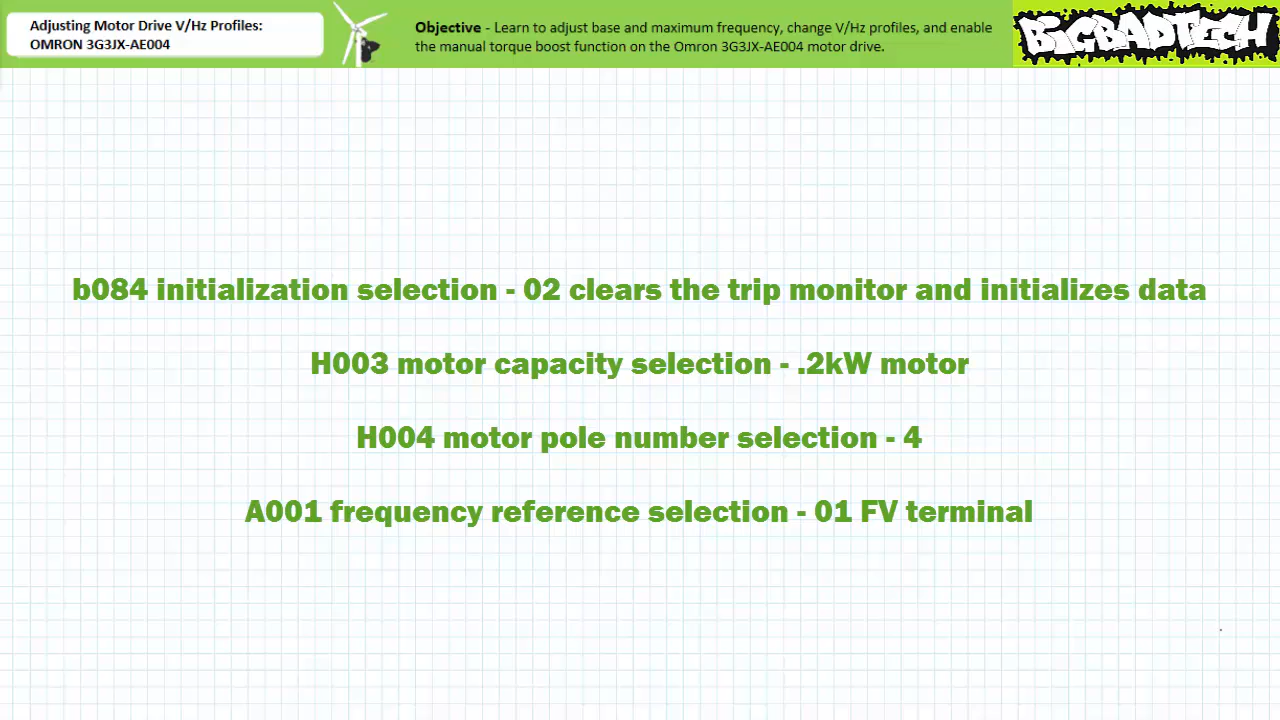 Adjusting Motor Drive V/Hz Profiles:
OMRON 3G3JX-AE004
Objective - Learn to adjust base and maximum frequency, change V/Hz profiles, and enable
the manual torque boost function on the Omron 3G3JX-AE004 motor drive.
BIGBADTECH
b084 initialization selection - 02 clears the trip monitor and initializes data
H003 motor capacity selection - .2kW motor
H004 motor pole number selection - 4
A001 frequency reference selection - 01 FV terminal